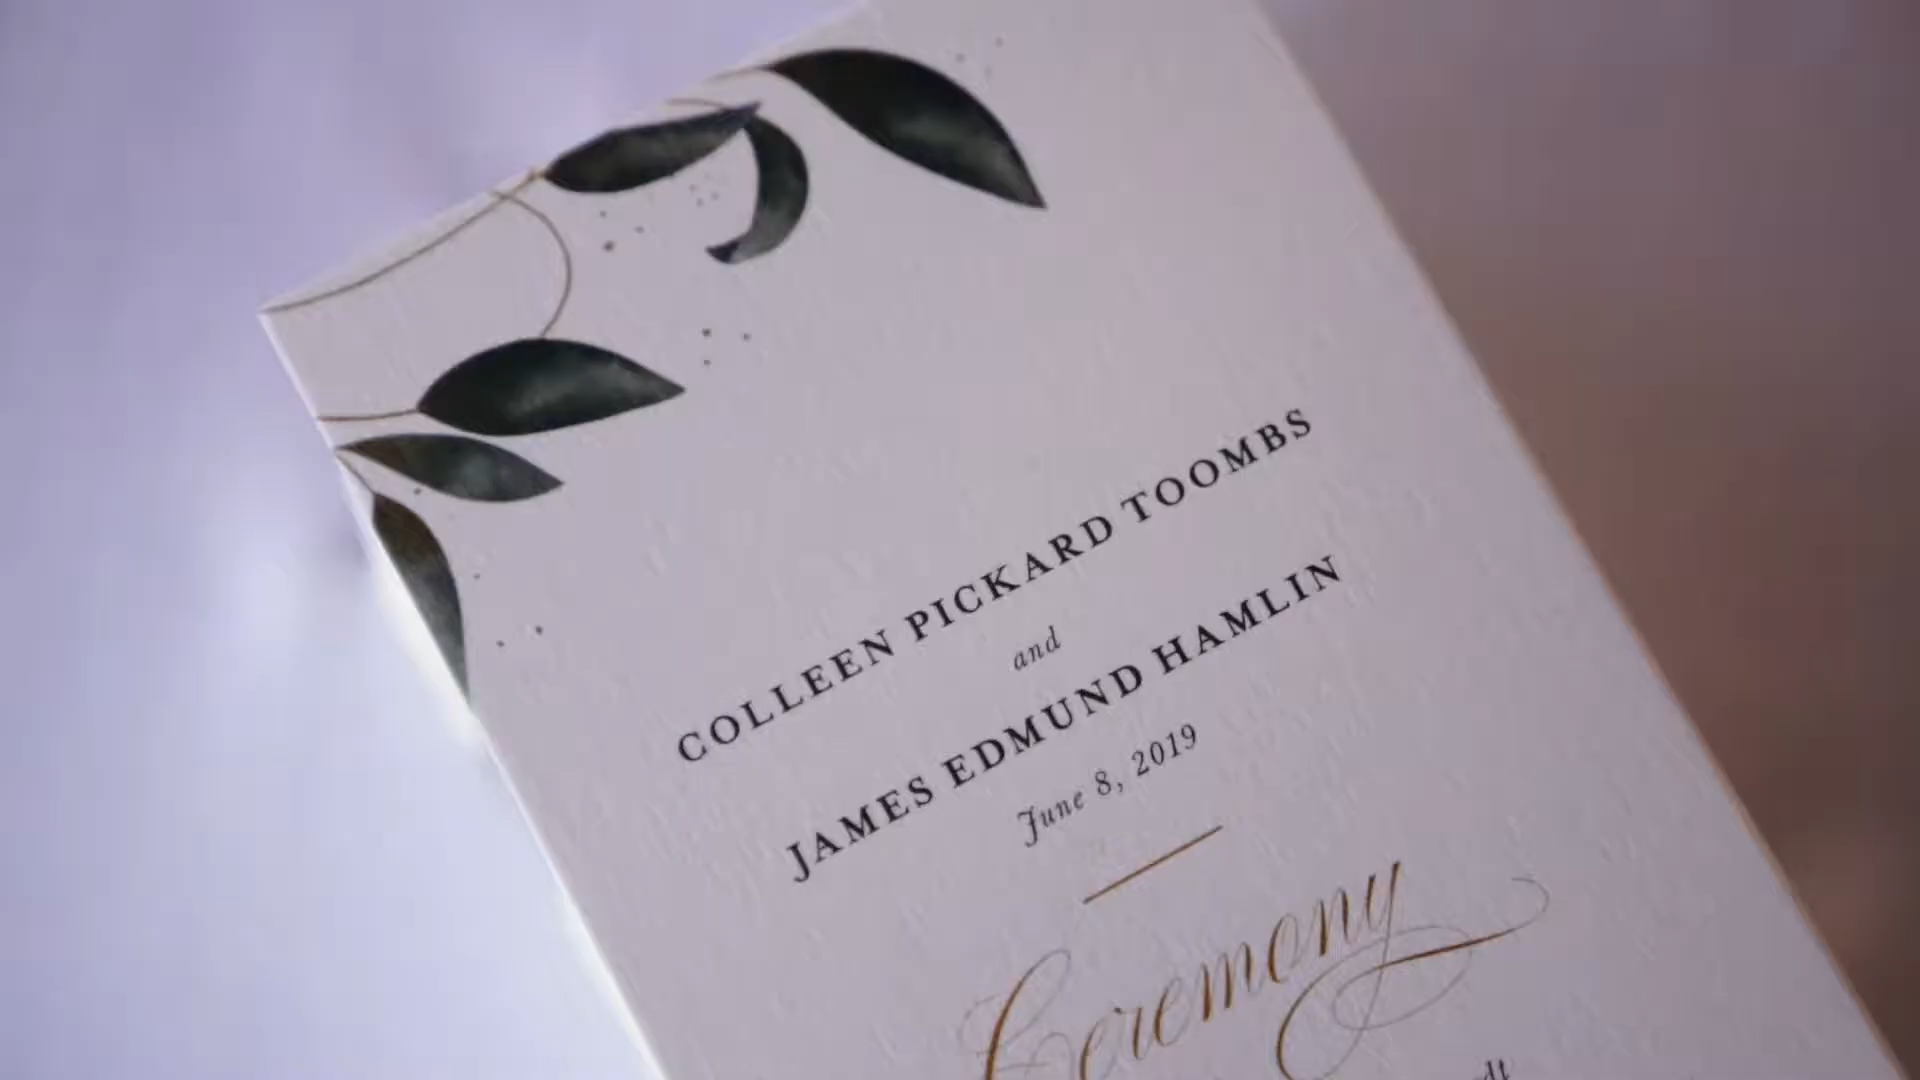 COLLEEN PICKARD TOOMBS
and
JAMES EDMUND HAMLIN
June 8, 2019
Ceremony